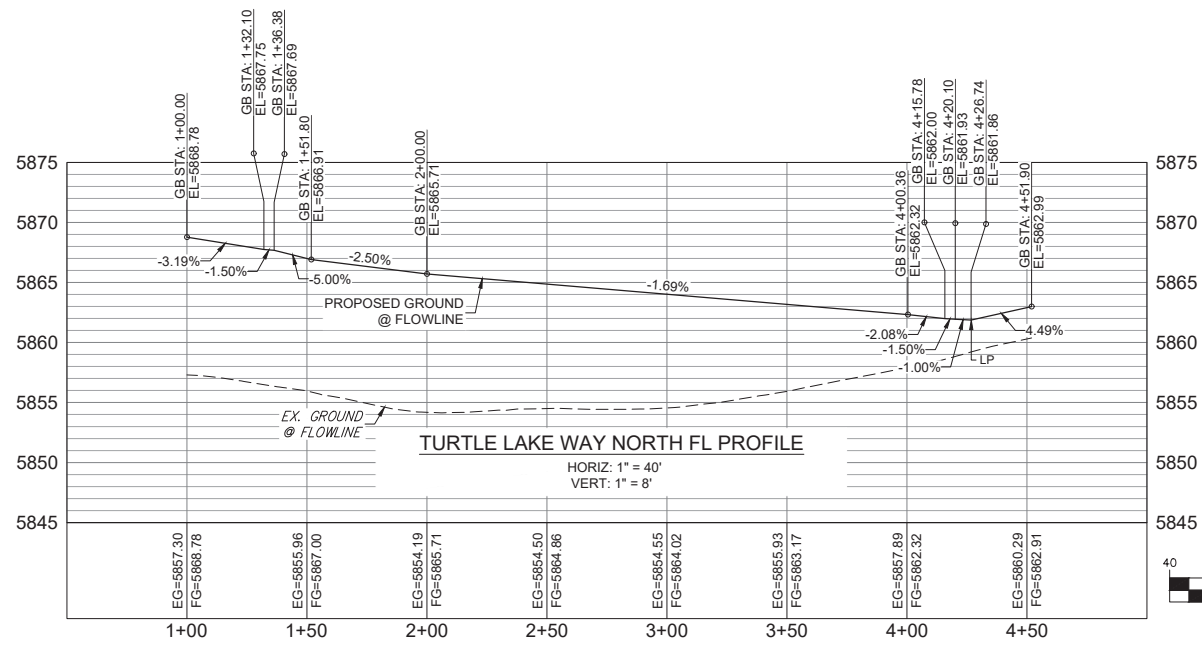 GB STA: 1+00.00
EL=5868.78
GB STA: 1+32.10
EL=5867.75
GB STA: 1+36.38
EL=5867.69
GB STA: 1+51.80
EL=5866.91
GB STA: 2+00.00
EL=5865.71
GB STA: 4+00.36
EL=5862.32
GB STA: 4+15.78
EL=5862.00
GB STA: 4+20.10
EL=5861.93
GB STA: 4+26.74
EL=5861.86
GB STA: 4+51.90
EL=5862.99
5875
5875
5870
5870
5865
5865
5860
5860
5855
5855
5850
5850
5845
5845
-3.19%
-1.50%
-5.00%
-2.50%
-1.69%
-2.08%
-1.50%
-1.00%
4.49%
LP
PROPOSED GROUND
@ FLOWLINE
EX. GROUND
@ FLOWLINE
TURTLE LAKE WAY NORTH FL PROFILE
HORIZ: 1" = 40'
VERT: 1" = 8'
EG=5857.30
FG=5868.78
EG=5855.96
FG=5867.00
EG=5854.19
FG=5865.71
EG=5854.50
FG=5864.86
EG=5854.55
FG=5864.02
EG=5855.93
FG=5863.17
EG=5857.89
FG=5862.32
EG=5860.29
FG=5862.91
40
1+00
1+50
2+00
2+50
3+00
3+50
4+00
4+50